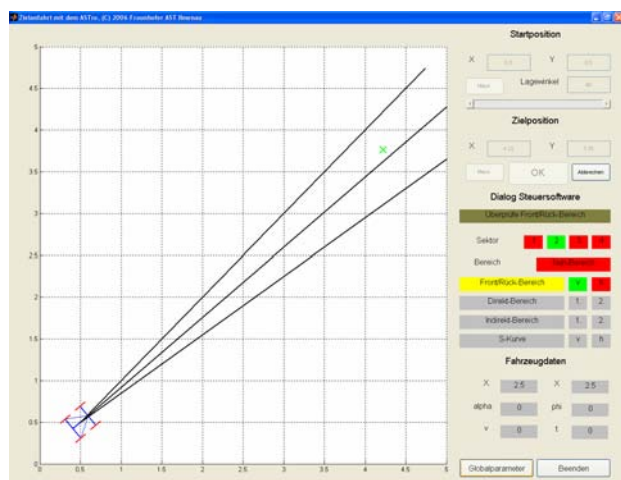 Zielanfahrt mit dem ASTra, (C) 2006 Fraunhofer AST Ilmenau
Startposition
X Y
Lagewinkel
Zielposition
X Y
OK Abbrechen
Dialog Steuersoftware
Überprüfe Front/Rück-Bereich
Sektor 1 2 3 4
Bereich
Front/Rück-Bereich v
Direkt-Bereich 1 2
Indirekt-Bereich 1 2
S-Kurve v h
Fahrzeugdaten
X 2.5 X 2.5
alpha 0 phi 0
v 0 t 0
Globalparameter Beenden
5
4.5
4
3.5
3
2.5
2
1.5
1
0.5
0
0 0.5 1 1.5 2 2.5 3 3.5 4 4.5 5